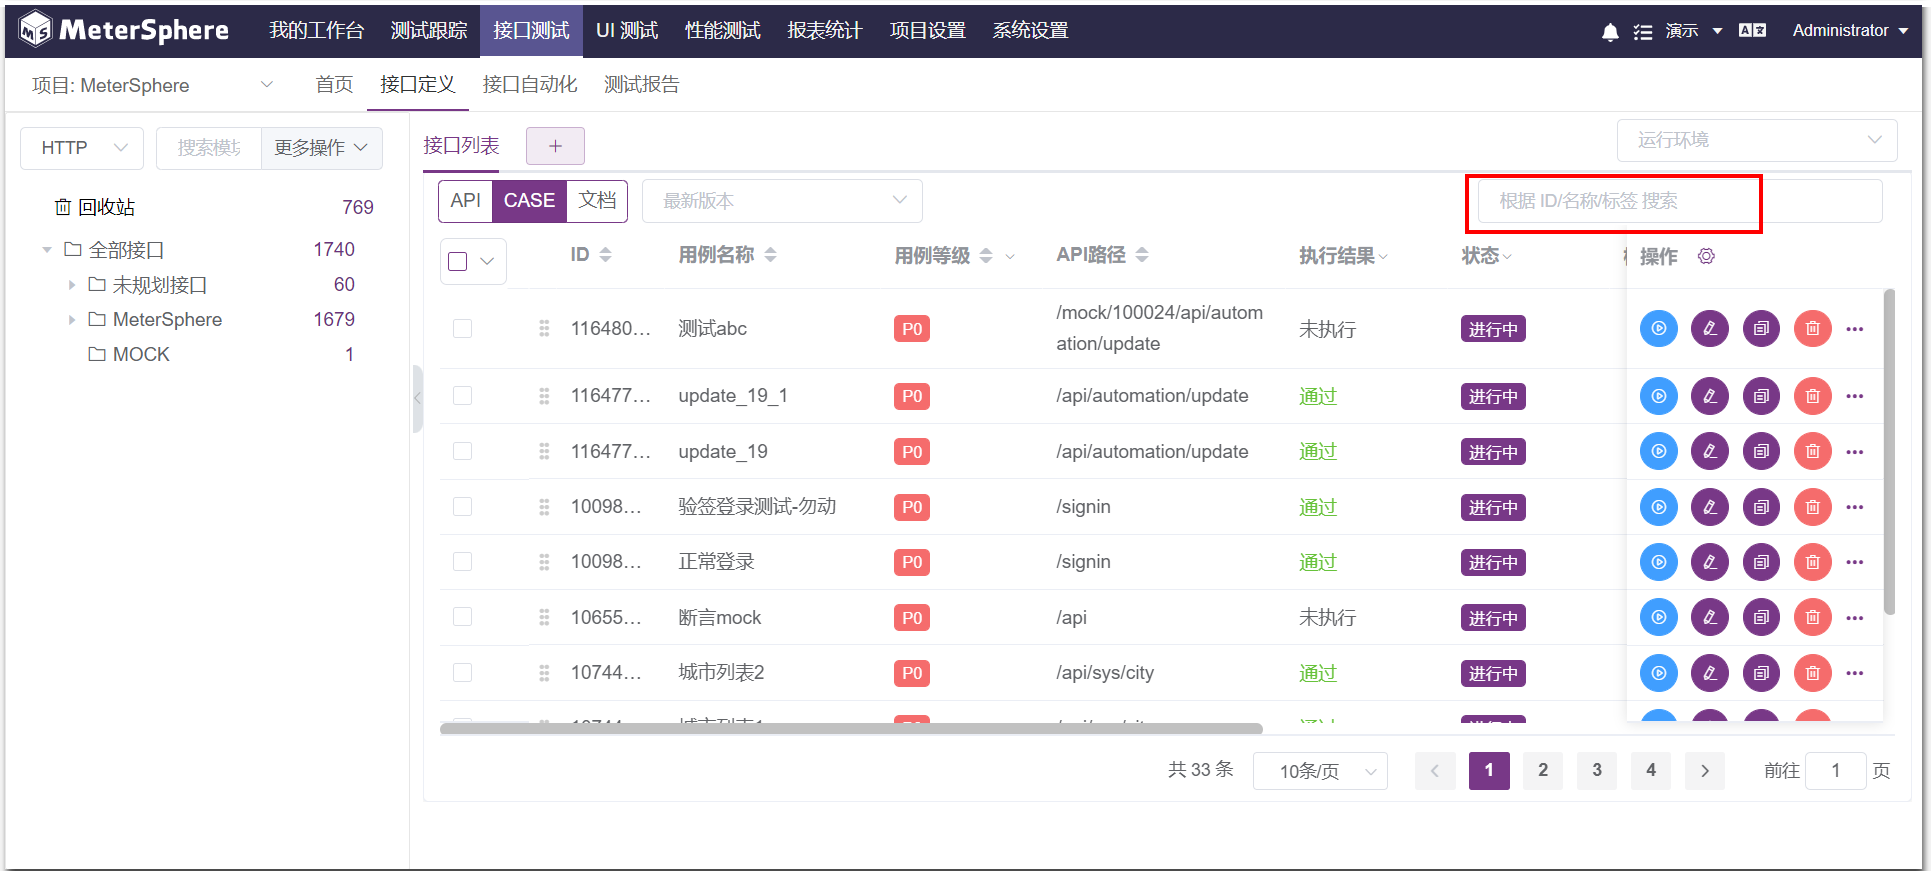 MeterSphere 我的工作台 测试跟踪 接口测试 UI 测试 性能测试 报表统计 项目设置 系统设置 演示 Administrator
项目: MeterSphere 首页 接口定义 接口自动化 测试报告
HTTP 搜索模块 更多操作 接口列表 + 运行环境
回收站 769
全部接口 1740
未规划接口 60
MeterSphere 1679
MOCK 1
API CASE 文档 最新版本 根据 ID/名称/标签 搜索
ID 用例名称 用例等级 API路径 执行结果 状态 操作
116480... 测试abc P0 /mock/100024/api/autom
ation/update 未执行 进行中
116477... update_19_1 P0 /api/automation/update 通过 进行中
116477... update_19 P0 /api/automation/update 通过 进行中
10098... 验签登录测试-勿动 P0 /signin 通过 进行中
10098... 正常登录 P0 /signin 通过 进行中
10655... 断言mock P0 /api 未执行 进行中
10744... 城市列表2 P0 /api/sys/city 通过 进行中
共 33 条 10条/页 1 2 3 4 前往 1 页